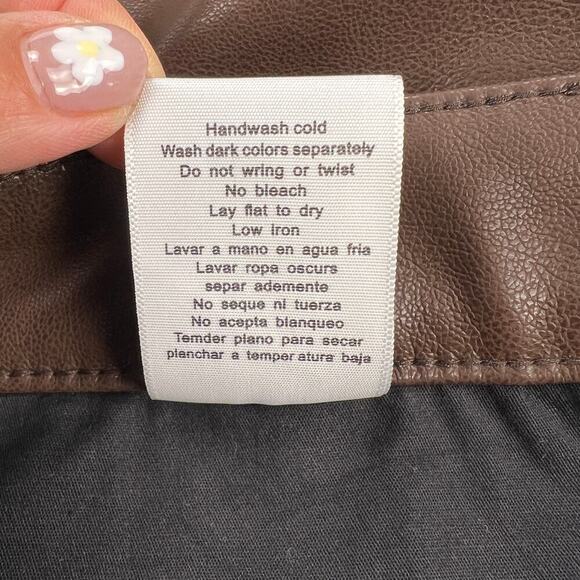 Handwash cold
Wash dark colors separately
Do not wring or twist
No bleach
Lay flat to dry
Low iron
Lavar a mano en agua fria
Lavar ropa oscurs
separ ademente
No seque ni tuerza
No acepta blanqueo
Temder plano para secar
planchar a temper atura baja